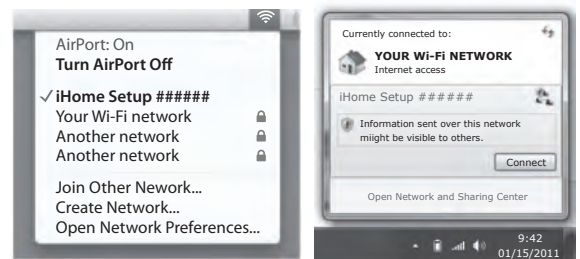 AirPort: On
Turn AirPort Off
✓ iHome Setup ######
Your Wi-Fi network
Another network
Another network
Join Other Nework...
Create Network...
Open Network Preferences...
Currently connected to:
YOUR Wi-Fi NETWORK
Internet access
iHome Setup ######
Information sent over this network
miight be visible to others.
Connect
Open Network and Sharing Center
9:42
01/15/2011